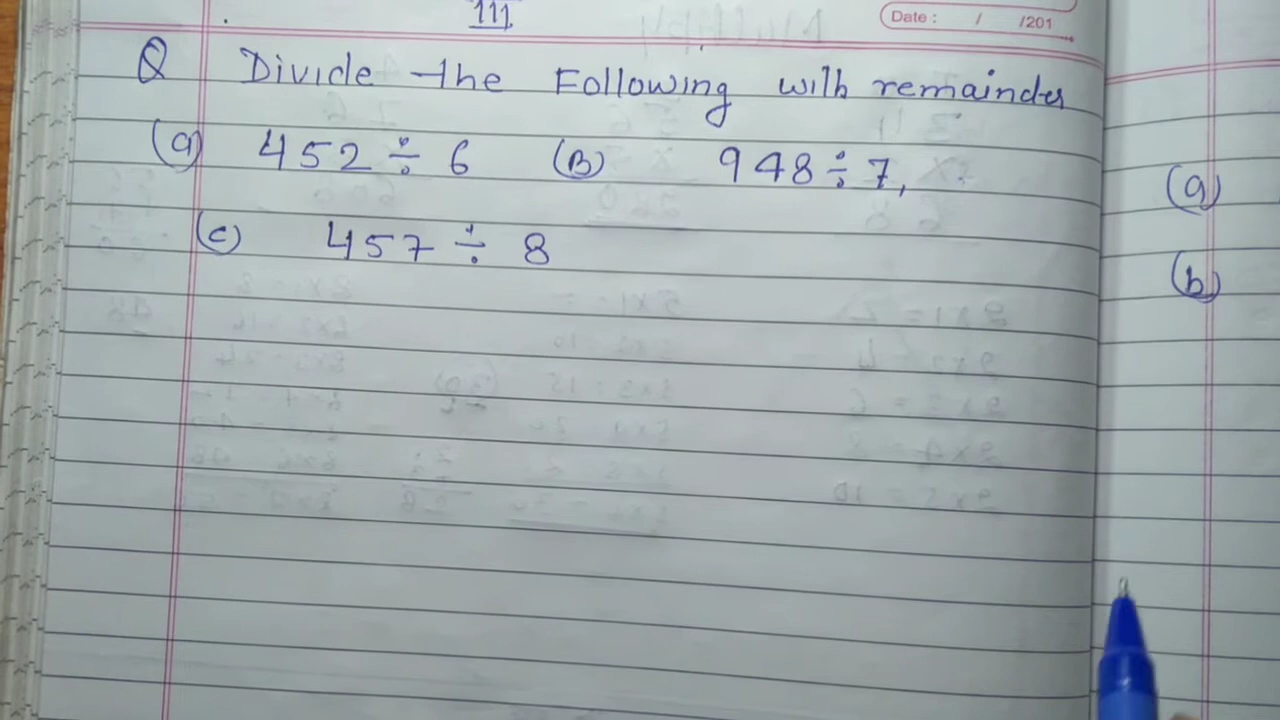 111
Date : / /201
Q Divide the Following with remainder
(a) 452 ÷ 6 (B) 948 ÷ 7,
(c) 457 ÷ 8
(a)
(b)